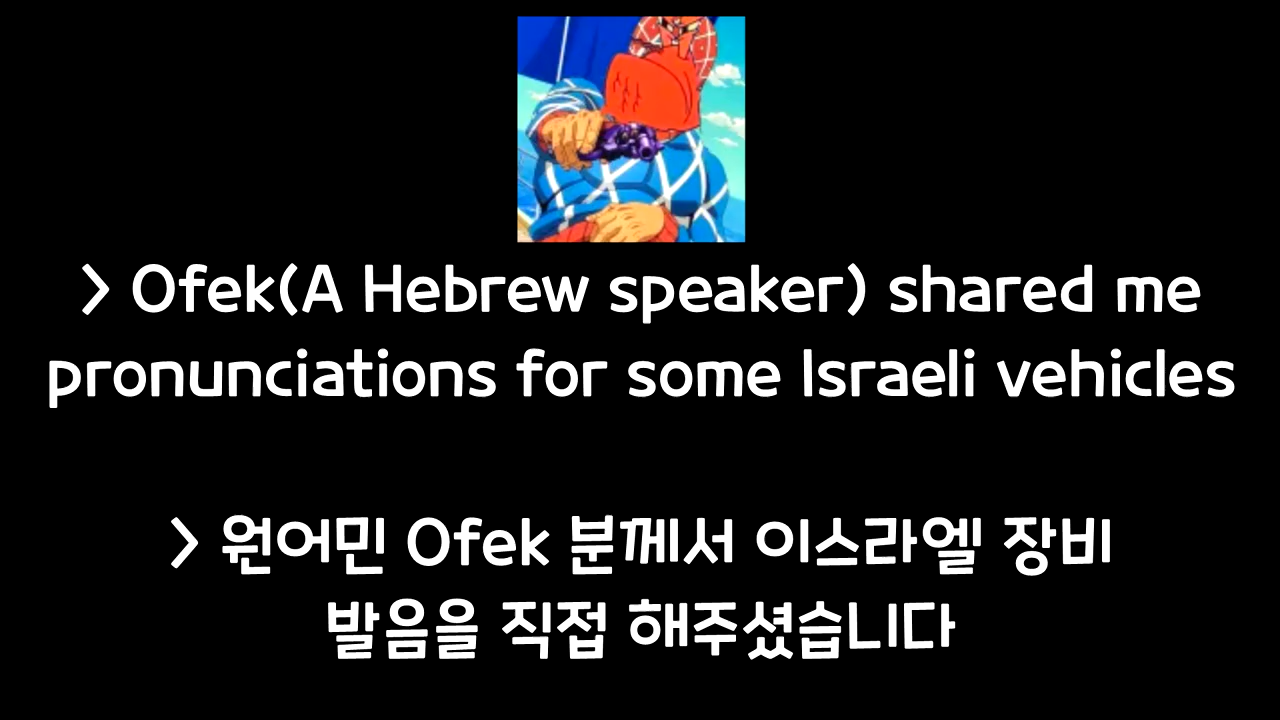 > Ofek(A Hebrew speaker) shared me
pronunciations for some Israeli vehicles
> 원어민 Ofek 분께서 이스라엘 장비
발음을 직접 해주셨습니다